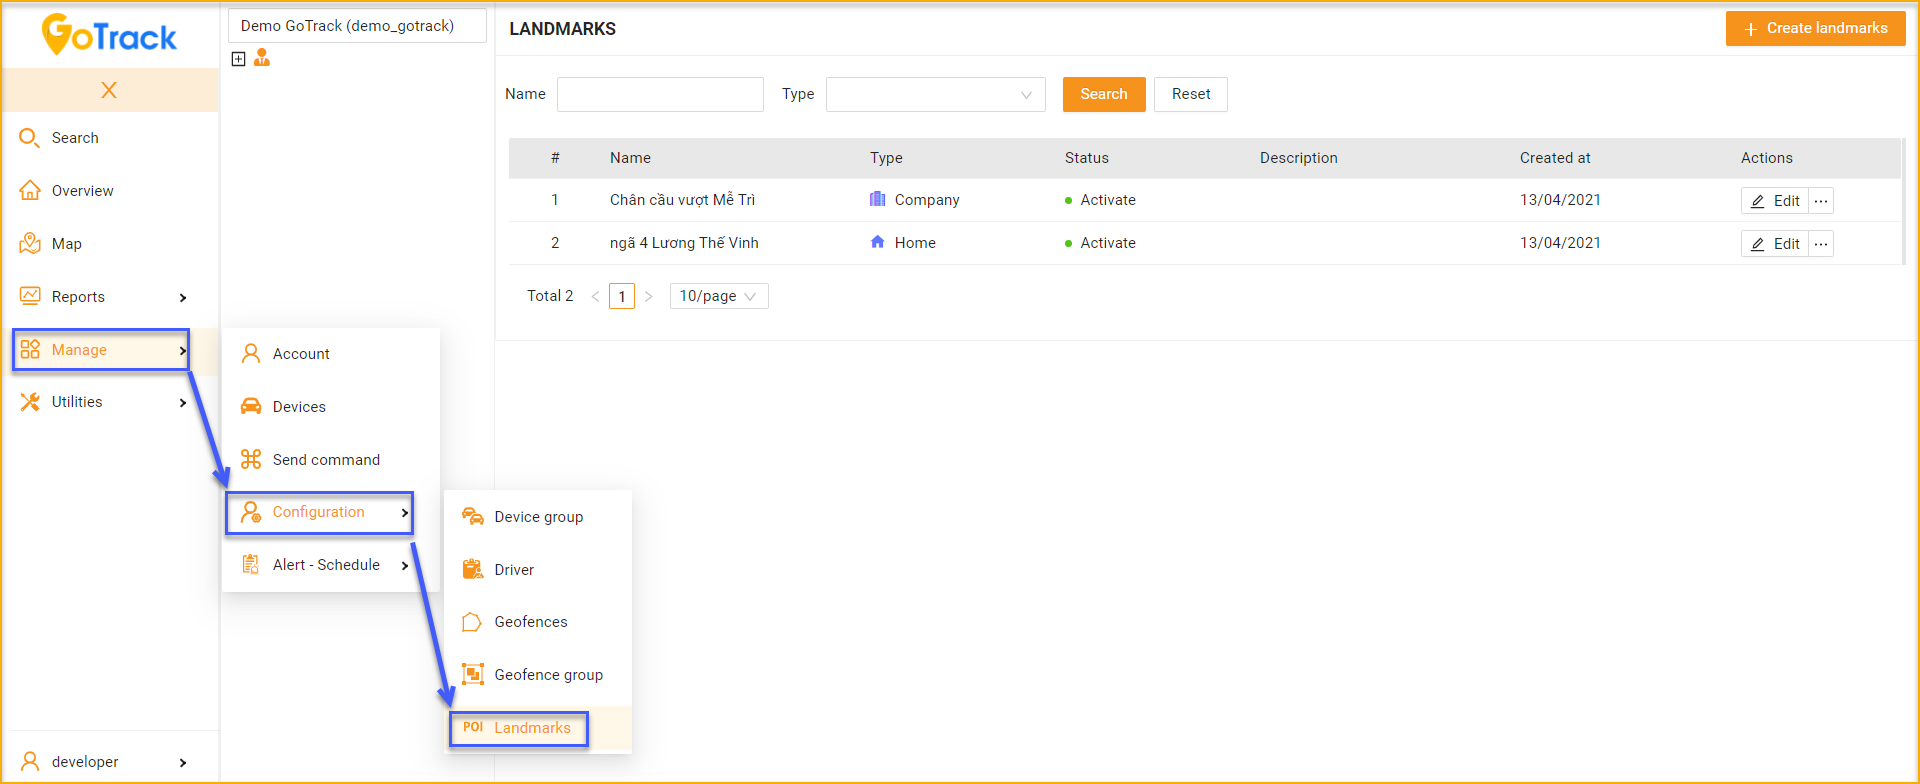 GoTrack
Demo GoTrack (demo_gotrack)
LANDMARKS
+ Create landmarks
X
Name
Type
Search
Reset
Search
Overview
Map
Reports
Manage
Utilities
developer
# Name Type Status Description Created at Actions
1 Chân cầu vượt Mễ Trì Company Activate 13/04/2021 Edit ...
2 ngã 4 Lương Thế Vinh Home Activate 13/04/2021 Edit ...
Total 2 < 1 > 10/page
Account
Devices
Send command
Configuration
Alert - Schedule
Device group
Driver
Geofences
Geofence group
POI Landmarks